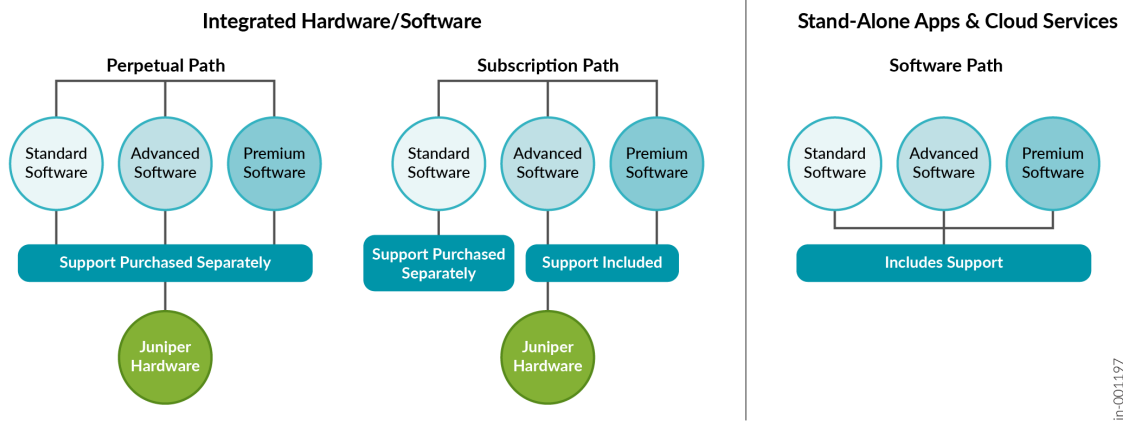 Integrated Hardware/Software
Perpetual Path
Standard
Software
Advanced
Software
Premium
Software
Support Purchased Separately
Juniper
Hardware
Subscription Path
Standard
Software
Advanced
Software
Premium
Software
Support Purchased
Separately
Support Included
Juniper
Hardware
Stand-Alone Apps & Cloud Services
Software Path
Standard
Software
Advanced
Software
Premium
Software
Includes Support
in-001197